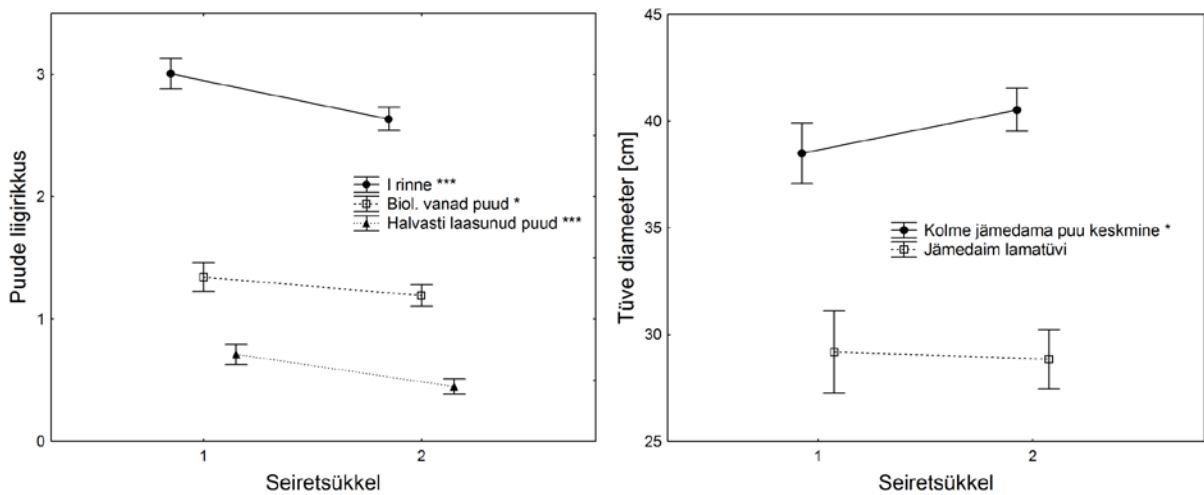 Puude liigirikkus
3
2
1
0
I rinne ***
Biol. vanad puud *
Halvasti laasunud puud ***
1 2
Seiretsükkel
Tüve diameeter [cm]
45
40
35
30
25
Kolme jämedama puu keskmine *
Jämedaim lamatüvi
1 2
Seiretsükkel